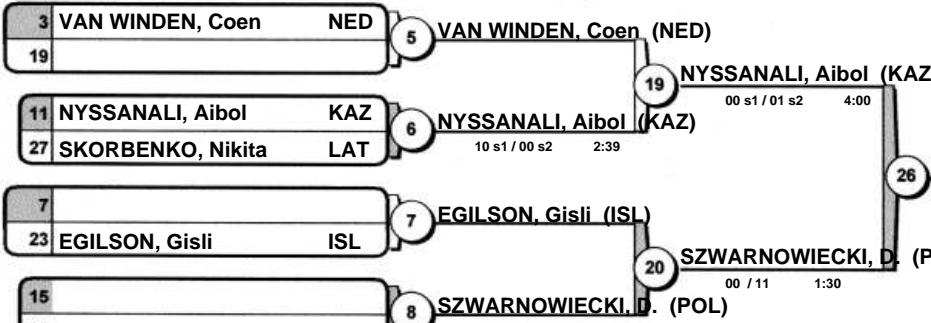 3 VAN WINDEN, Coen NED
19
5
VAN WINDEN, Coen (NED)
11 NYSSANALI, Aibol KAZ
27 SKORBENKO, Nikita LAT
6
NYSSANALI, Aibol (KAZ)
10 s1 / 00 s2 2:39
19
NYSSANALI, Aibol (KAZ
00 s1 / 01 s2 4:00
7
23 EGILSON, Gisli ISL
7
EGILSON, Gisli (ISL)
15
8
SZWARNOWIECKI, D. (POL)
20
SZWARNOWIECKI, D. (P
00 / 11 1:30
26